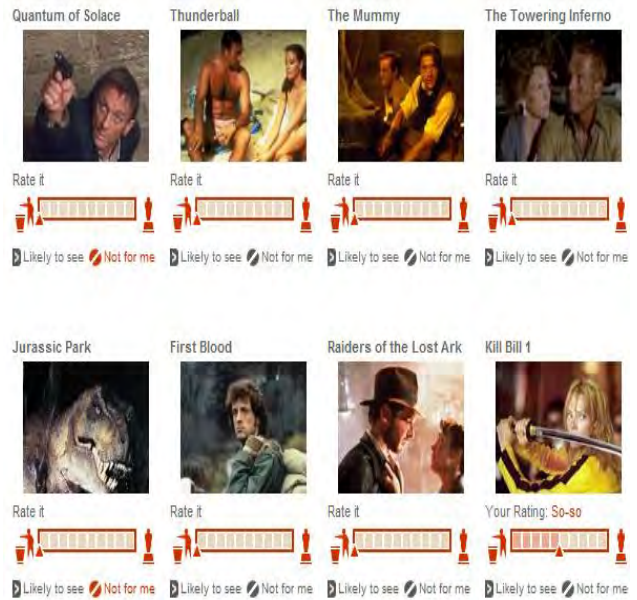 Quantum of Solace
Thunderball
The Mummy
The Towering Inferno
Rate it
Rate it
Rate it
Rate it
Likely to see Not for me
Likely to see Not for me
Likely to see Not for me
Likely to see Not for me
Jurassic Park
First Blood
Raiders of the Lost Ark
Kill Bill 1
Rate it
Rate it
Rate it
Your Rating: So-so
Likely to see Not for me
Likely to see Not for me
Likely to see Not for me
Likely to see Not for me